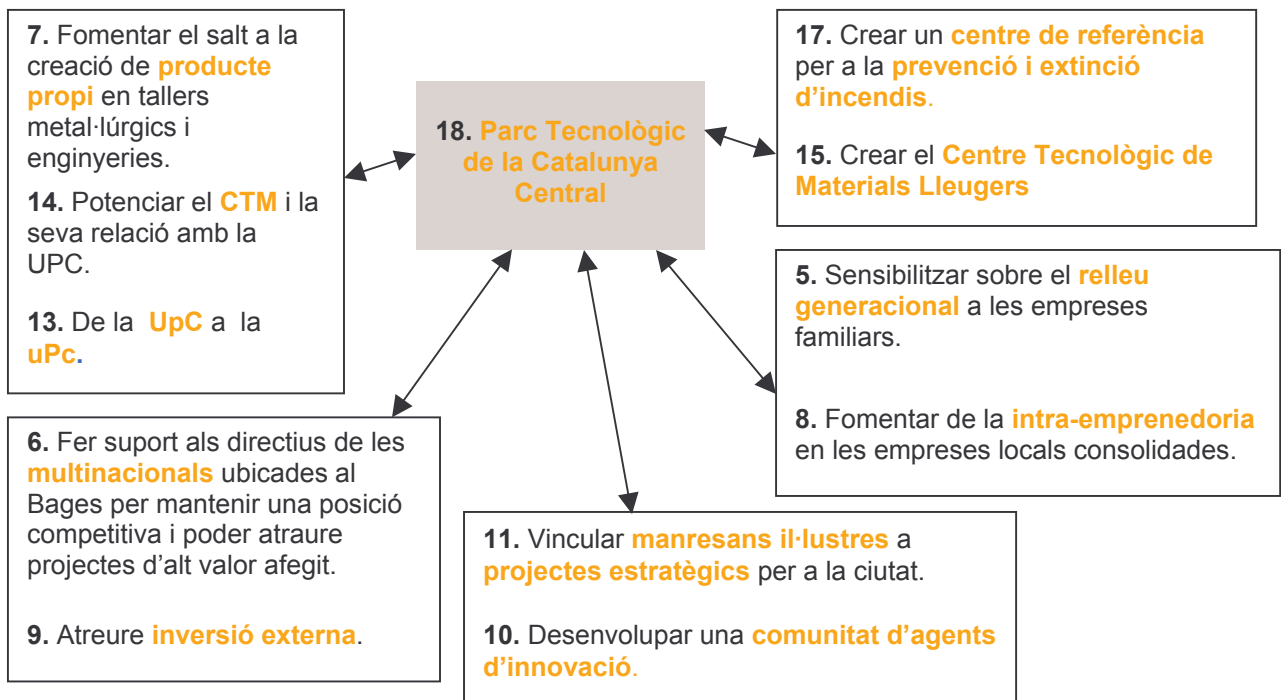 7. Fomentar el salt a la
creació de producte
propi en tallers
metal·lúrgics i
enginyeries.
14. Potenciar el CTM i la
seva relació amb la
UPC.
13. De la UpC a la
uPc.
18. Parc Tecnològic
de la Catalunya
Central
17. Crear un centre de referència
per a la prevenció i extinció
d’incendis.
15. Crear el Centre Tecnològic de
Materials Lleugers
5. Sensibilitzar sobre el relleu
generacional a les empreses
familiars.
8. Fomentar de la intra-emprenedoria
en les empreses locals consolidades.
6. Fer suport als directius de les
multinacionals ubicades al
Bages per mantenir una posició
competitiva i poder atraure
projectes d’alt valor afegit.
9. Atreure inversió externa.
11. Vincular manresans il·lustres a
projectes estratègics per a la ciutat.
10. Desenvolupar una comunitat d’agents
d’innovació.